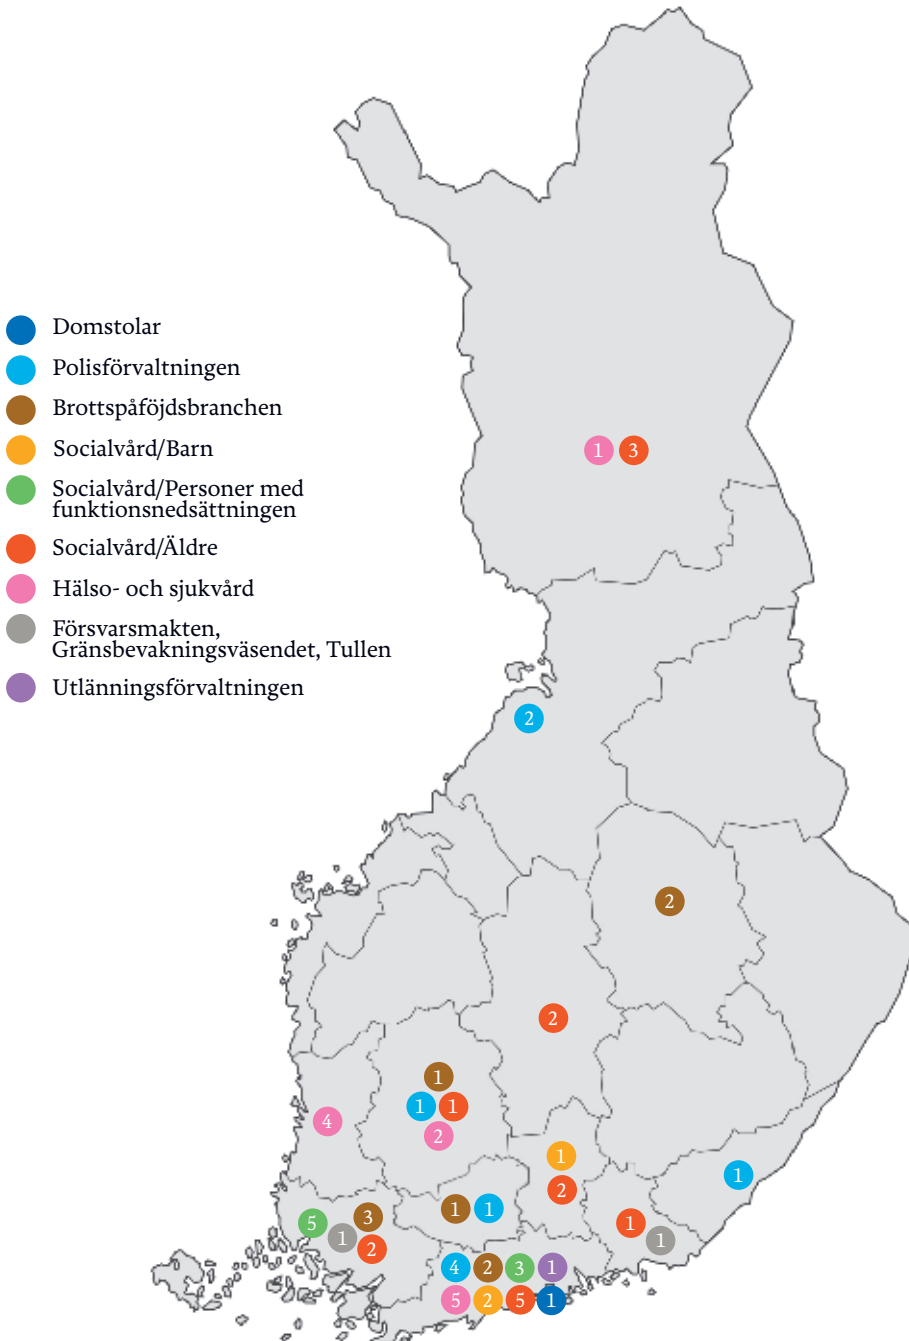 Domstolar
Polisförvaltningen
Brottspåföjdsbranchen
Socialvård/Barn
Socialvård/Personer med
funktionsnedsättningen
Socialvård/Äldre
Hälso- och sjukvård
Försvarsmakten,
Gränsbevakningsväsendet, Tullen
Utlänningsförvaltningen
1 3
2
2
2
1
1 1
2
4
1
2
1
5 3
1
2
1 1
1
1
4 2 3 1
5 2 5 1